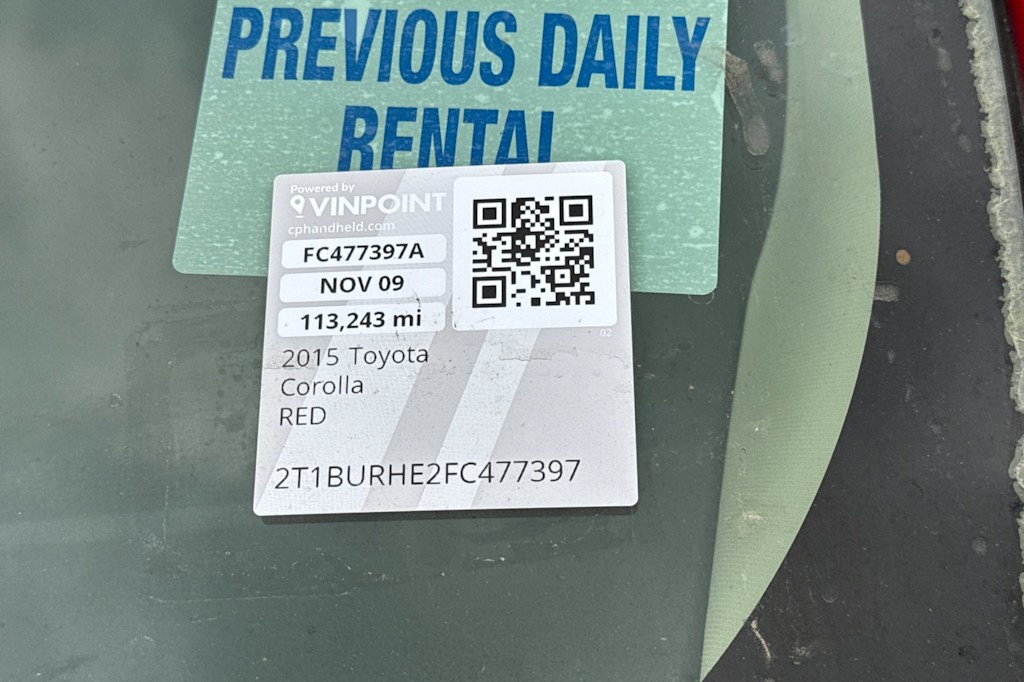 PREVIOUS DAILY
RENTAL
Powered by
VINPOINT
cphandheld.com
FC477397A
NOV 09
113,243 mi
02
2015 Toyota
Corolla
RED
2T1BURHE2FC477397